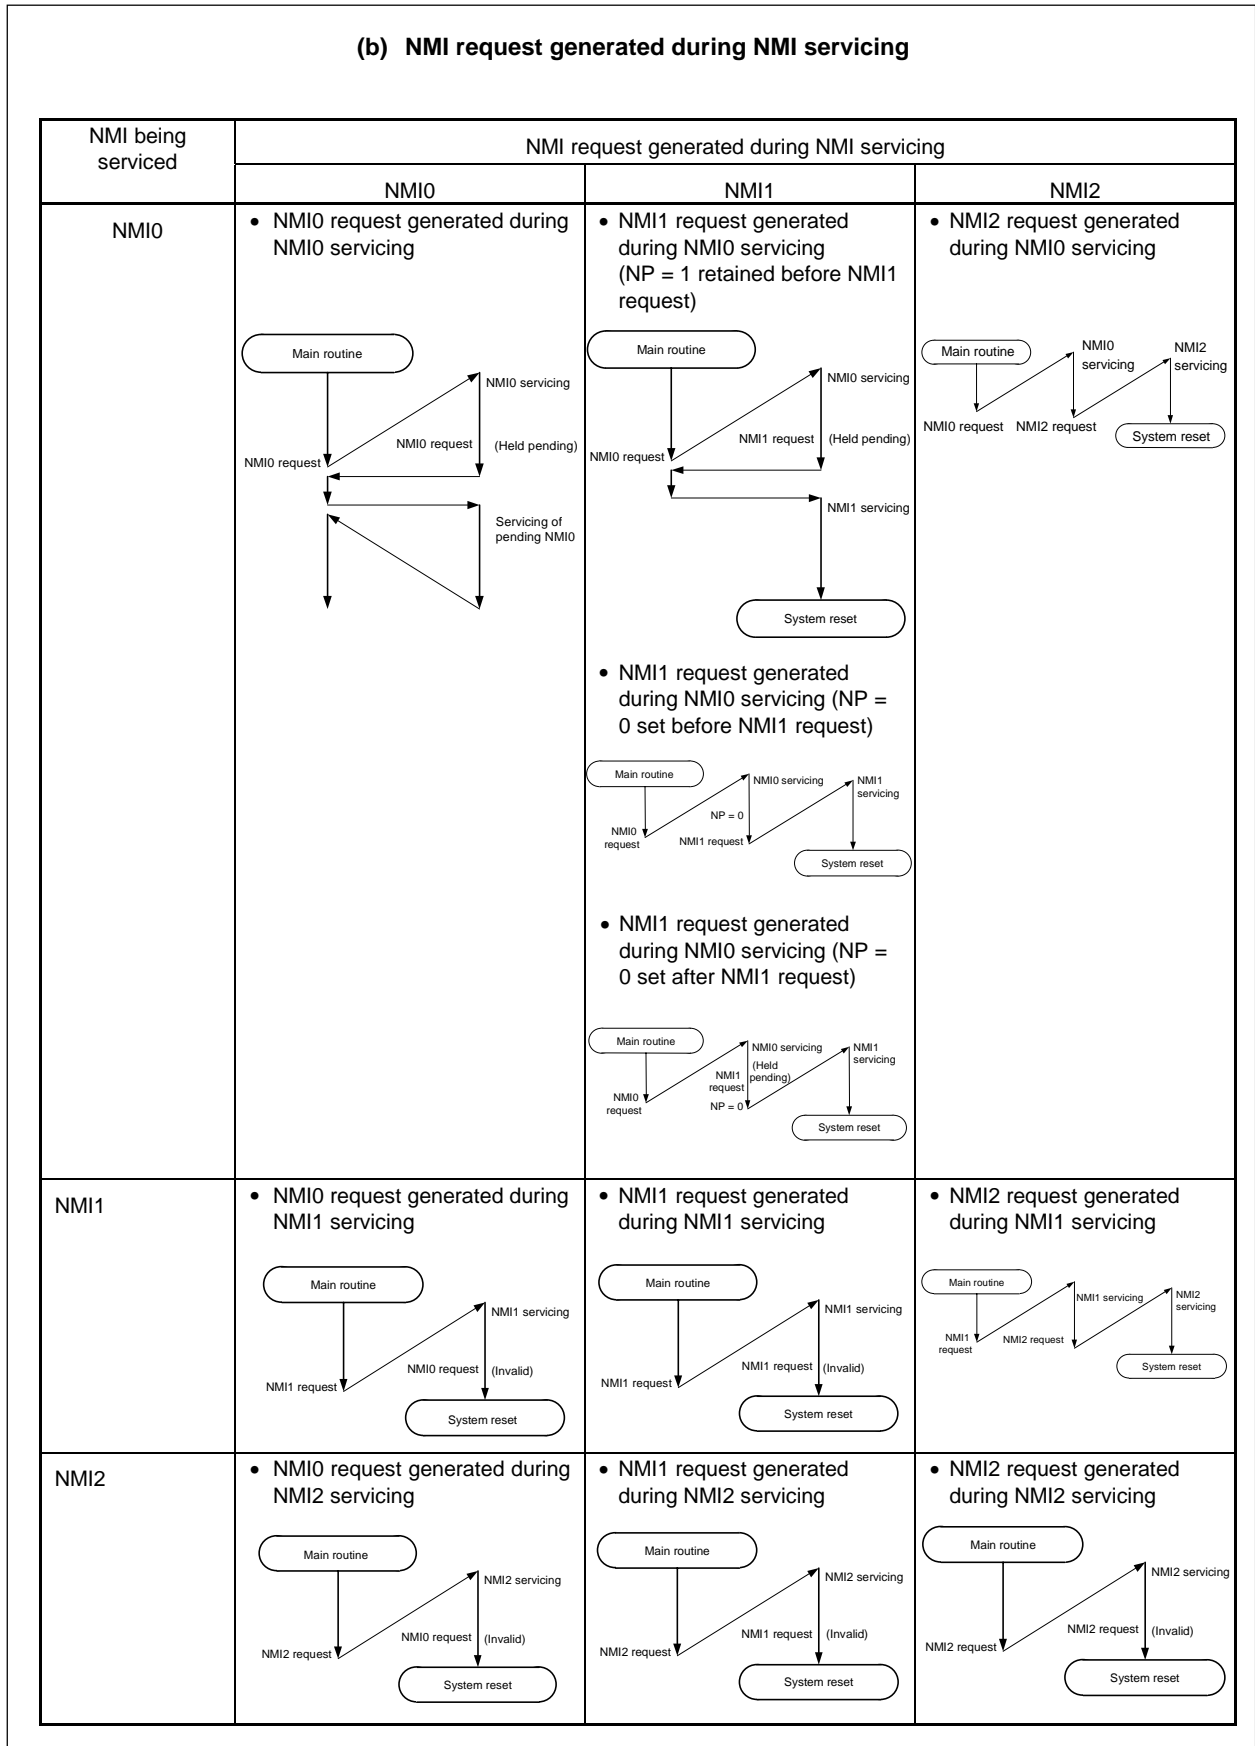 (b) NMI request generated during NMI servicing
NMI being
serviced
NMI request generated during NMI servicing
NMI0
NMI1
NMI2
NMI0
• NMI0 request generated during
NMI0 servicing
Main routine
NMI0 servicing
NMI0 request
(Held pending)
NMI0 request
Servicing of
pending NMI0
• NMI1 request generated
during NMI0 servicing
(NP = 1 retained before NMI1
request)
Main routine
NMI0 servicing
NMI1 request
(Held pending)
NMI0 request
NMI1 servicing
System reset
• NMI1 request generated
during NMI0 servicing (NP =
0 set before NMI1 request)
Main routine
NMI0 servicing
NMI1
servicing
NP = 0
NMI0
request
NMI1 request
System reset
• NMI1 request generated
during NMI0 servicing (NP =
0 set after NMI1 request)
Main routine
NMI0 servicing
NMI1
servicing
(Held
pending)
NMI1
request
NP = 0
NMI0
request
System reset
• NMI2 request generated
during NMI0 servicing
Main routine
NMI0
servicing
NMI2
servicing
NMI0 request
NMI2 request
System reset
NMI1
• NMI0 request generated during
NMI1 servicing
Main routine
NMI1 servicing
NMI0 request
(Invalid)
NMI1 request
System reset
• NMI1 request generated
during NMI1 servicing
Main routine
NMI1 servicing
NMI1 request
(Invalid)
NMI1 request
System reset
• NMI2 request generated
during NMI1 servicing
Main routine
NMI1 servicing
NMI2
servicing
NMI1
request
NMI2 request
System reset
NMI2
• NMI0 request generated during
NMI2 servicing
Main routine
NMI2 servicing
NMI0 request
(Invalid)
NMI2 request
System reset
• NMI1 request generated
during NMI2 servicing
Main routine
NMI2 servicing
NMI1 request
(Invalid)
NMI2 request
System reset
• NMI2 request generated
during NMI2 servicing
Main routine
NMI2 servicing
NMI2 request
(Invalid)
NMI2 request
System reset